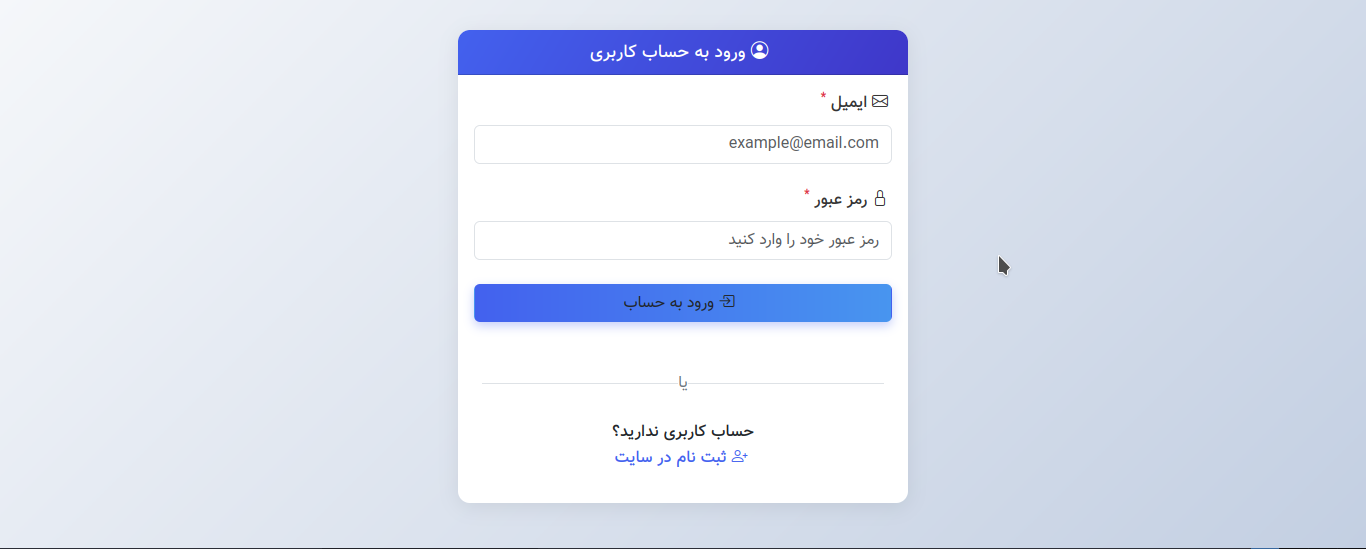 ورود به حساب کاربری
ایمیل *
example@email.com
رمز عبور *
رمز عبور خود را وارد کنید
ورود به حساب
یا
حساب کاربری ندارید؟
ثبت نام در سایت